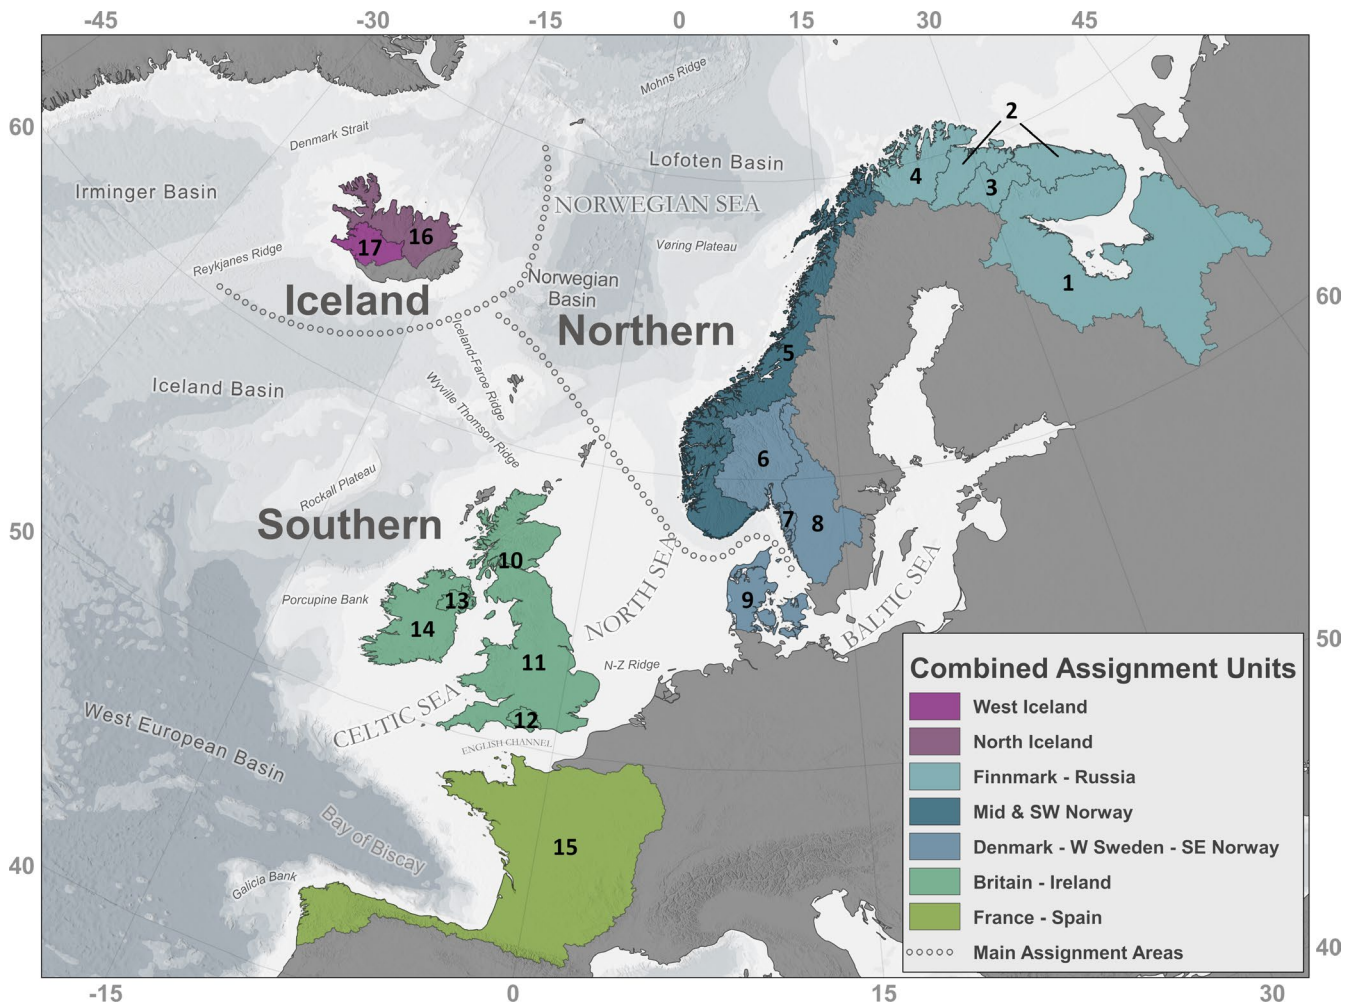 -45 -30 -15 0 15 30 45
Mohns Ridge
2
60
Denmark Strait
Lofoten Basin
4
3
Irminger Basin
NORWEGIAN SEA
17
16
Vøring Plateau
Reykjanes Ridge
1
Norwegian
Basin
60
Iceland
Northern
5
Iceland-Faroe Ridge
Iceland Basin
Wyville Thomson Ridge
6
Rockall Plateau
Southern
7
8
50
10
NORTH SEA
BALTIC SEA
Porcupine Bank
13
9
14
50
11
N-Z Ridge
CELTIC SEA
12
West European Basin
ENGLISH CHANNEL
Bay of Biscay
15
40
Galicia Bank
Combined Assignment Units
West Iceland
North Iceland
Finnmark - Russia
Mid & SW Norway
Denmark - W Sweden - SE Norway
Britain - Ireland
France - Spain
Main Assignment Areas
40
-15 0 15 30